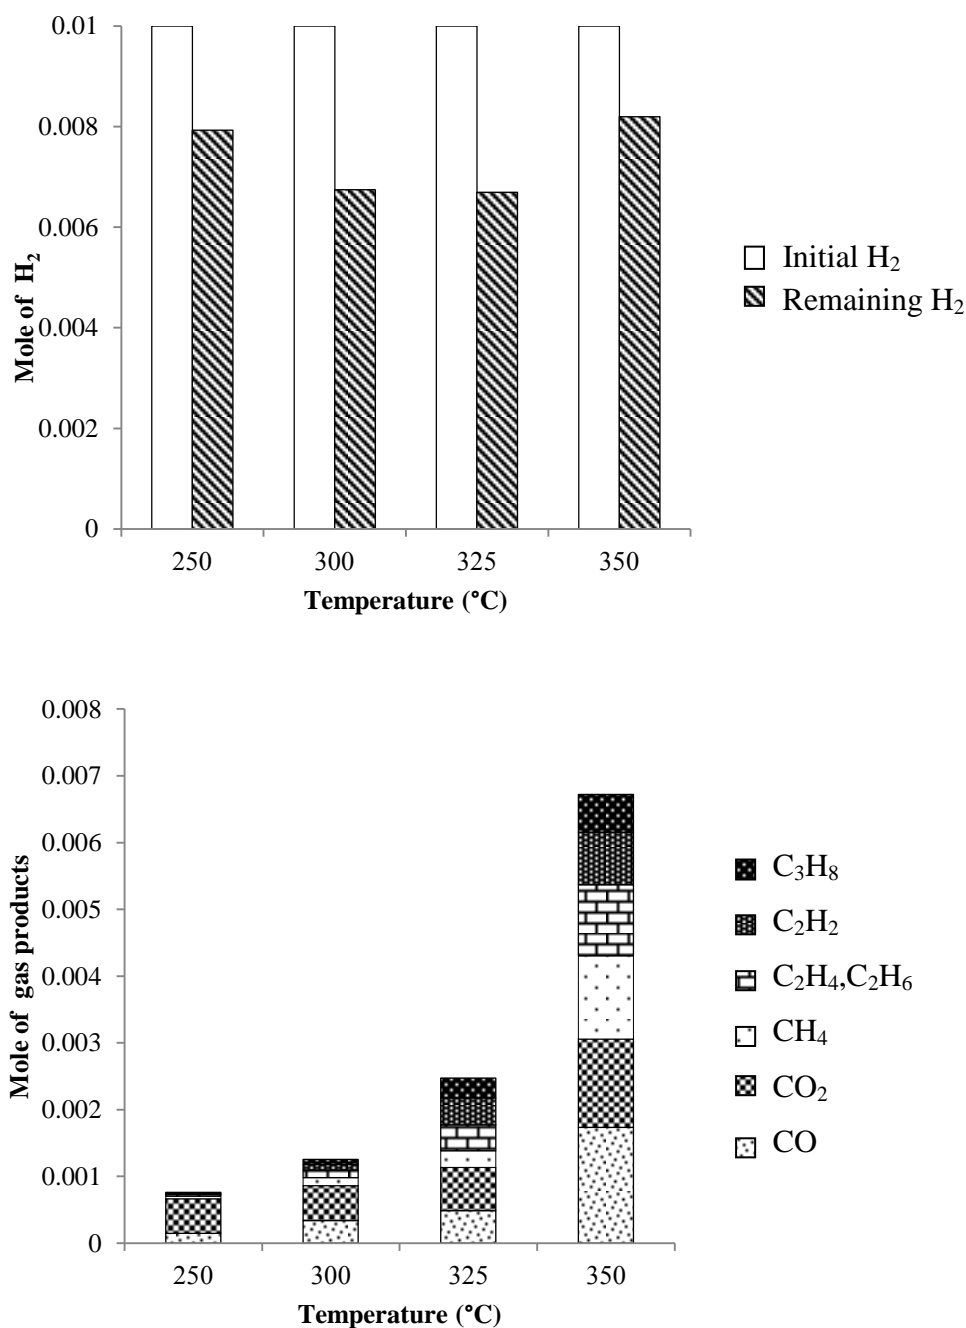 0.01
0.008
0.006
0.004
0.002
0
Mole of H₂
250 300 325 350
Temperature (°C)
Initial H₂
Remaining H₂
0.008
0.007
0.006
0.005
0.004
0.003
0.002
0.001
0
Mole of gas products
250 300 325 350
Temperature (°C)
C₃H₈
C₂H₂
C₂H₄,C₂H₆
CH₄
CO₂
CO